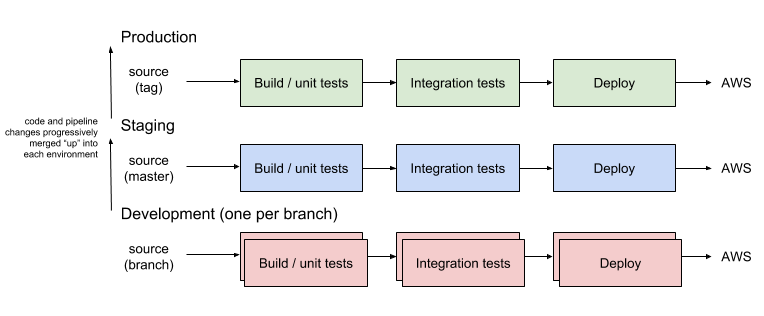 Production
source
(tag)
Build / unit tests
Integration tests
Deploy
AWS
code and pipeline
changes progressively
merged “up” into
each environment
Staging
source
(master)
Build / unit tests
Integration tests
Deploy
AWS
Development (one per branch)
source
(branch)
Build / unit tests
Integration tests
Deploy
AWS